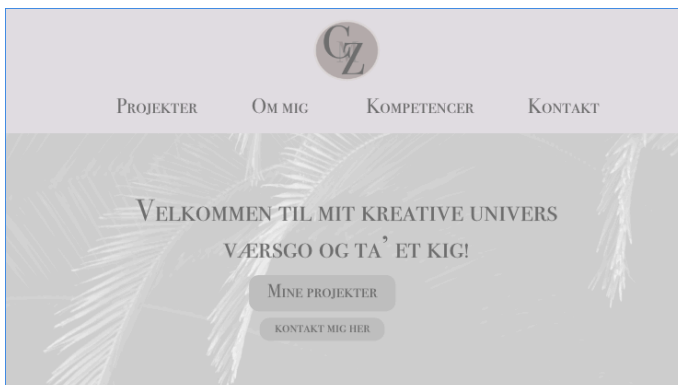 GZ
Projekter Om mig Kompetencer Kontakt
Velkommen til mit kreative univers
værsgo og ta' et kig!
Mine projekter
kontakt mig her